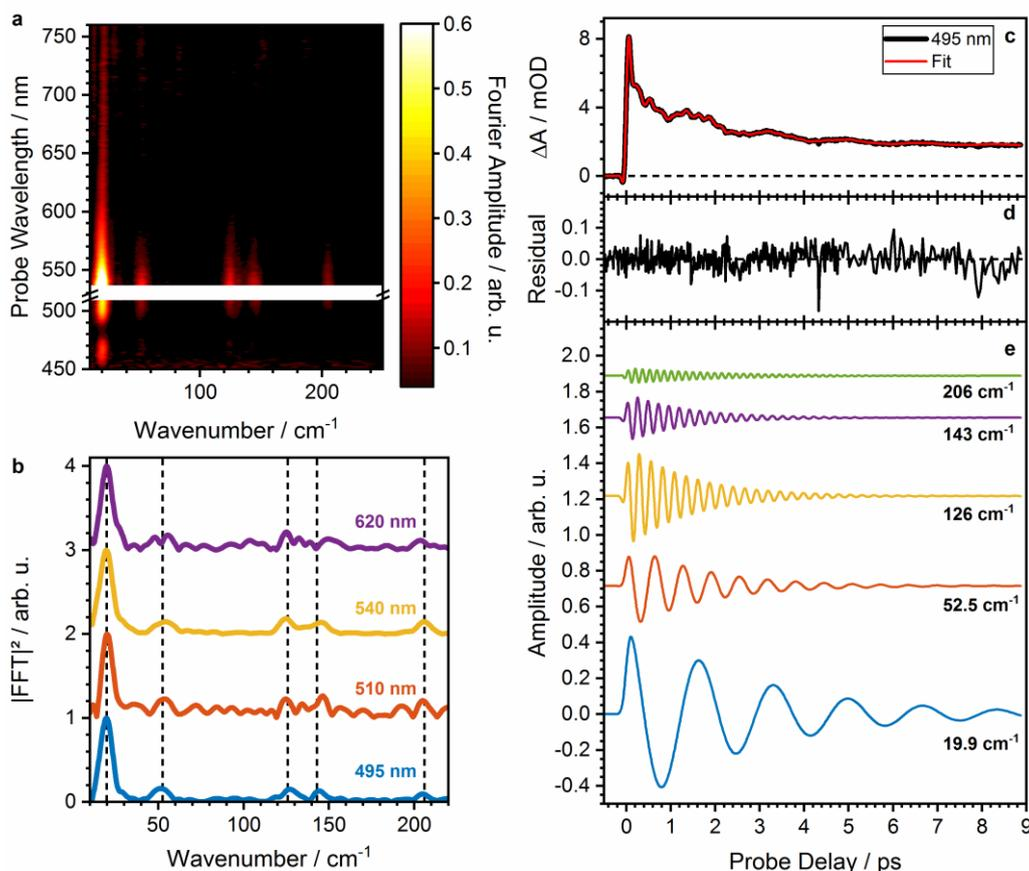 a
750
700
650
600
550
500
450
100
200
Probe Wavelength / nm
Wavenumber / cm⁻¹
0.6
0.5
0.4
0.3
0.2
0.1
Fourier Amplitude / arb. u.
b
4
3
2
1
0
620 nm
540 nm
510 nm
495 nm
50
100
150
200
|FFT|² / arb. u.
Wavenumber / cm⁻¹
c
495 nm
Fit
8
4
0
ΔA / mOD
d
0.1
0.0
-0.1
Residual
e
2.0
1.8
1.6
1.4
1.2
1.0
0.8
0.6
0.4
0.2
0.0
-0.2
-0.4
206 cm⁻¹
143 cm⁻¹
126 cm⁻¹
52.5 cm⁻¹
19.9 cm⁻¹
Amplitude / arb. u.
0 1 2 3 4 5 6 7 8 9
Probe Delay / ps